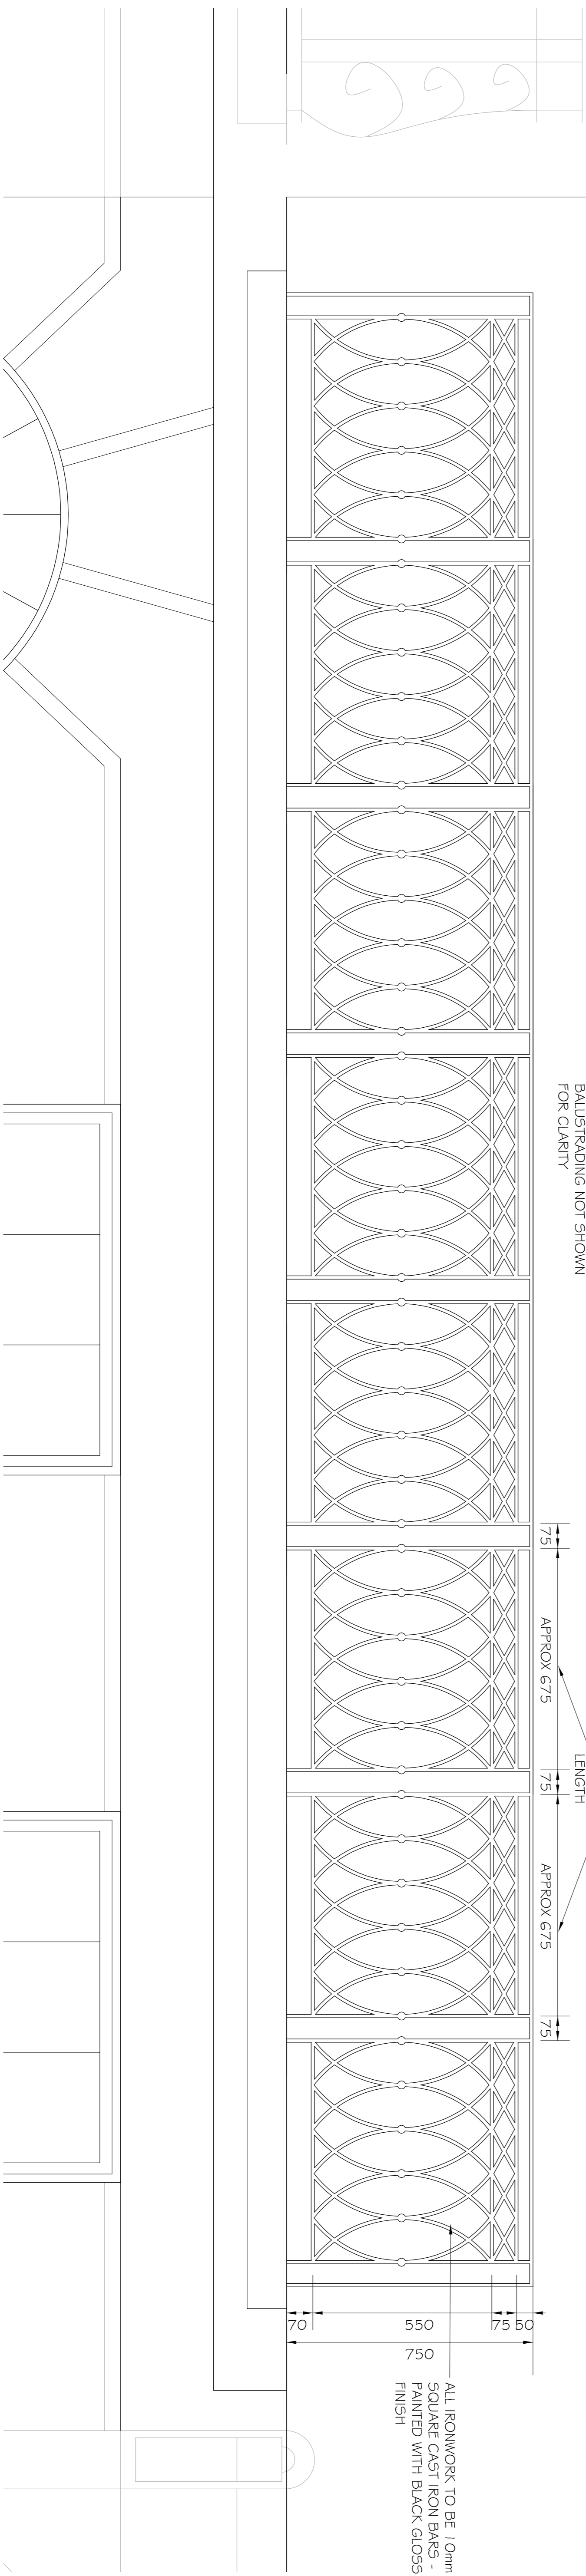 BALUSTRADING NOT SHOWN
FOR CLARITY
LENGTH
75
APPROX 675
75
APPROX 675
75
70
550
75
50
750
ALL IRONWORK TO BE 10mm
SQUARE CAST IRON BARS -
PAINTED WITH BLACK GLOSS
FINISH